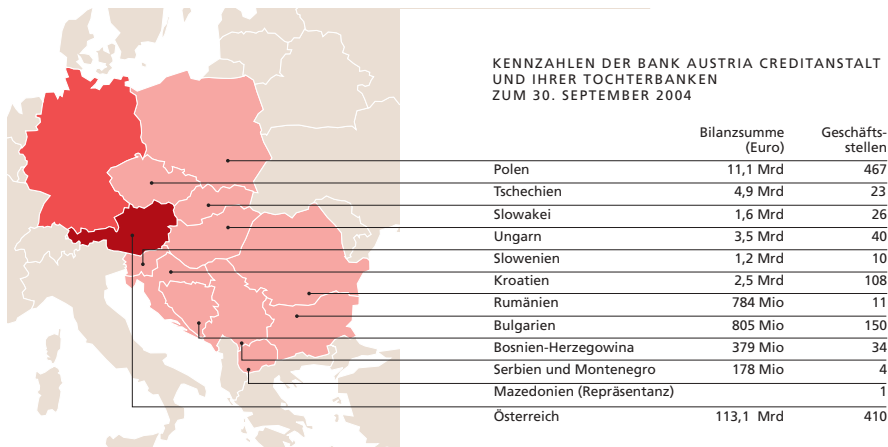 KENNZAHLEN DER BANK AUSTRIA CREDITANSTALT
UND IHRER TOCHTERBANKEN
ZUM 30. SEPTEMBER 2004
Bilanzsumme Geschäfts-
(Euro) stellen
Polen 11,1 Mrd 467
Tschechien 4,9 Mrd 23
Slowakei 1,6 Mrd 26
Ungarn 3,5 Mrd 40
Slowenien 1,2 Mrd 10
Kroatien 2,5 Mrd 108
Rumänien 784 Mio 11
Bulgarien 805 Mio 150
Bosnien-Herzegowina 379 Mio 34
Serbien und Montenegro 178 Mio 4
Mazedonien (Repräsentanz) 1
Österreich 113,1 Mrd 410